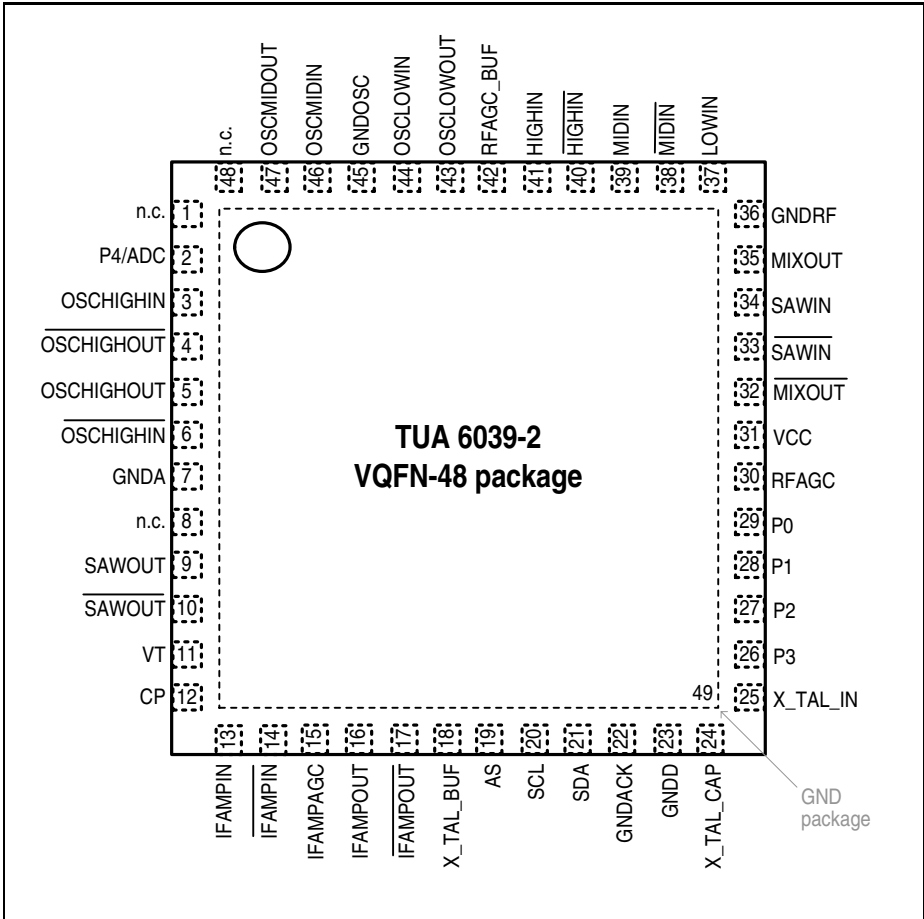 n.c.
OSCMIDOUT
OSCMIDIN
GNDOSC
OSCLOWIN
OSCLOWOUT
RFAGC_BUF
HIGHIN
HIGHIN
MIDIN
MIDIN
LOWIN
48 47 46 45 44 43 42 41 40 39 38 37
n.c. 1
P4/ADC 2
OSCHIGHIN 3
OSCHIGHOUT 4
OSCHIGHOUT 5
OSCHIGHIN 6
GNDA 7
n.c. 8
SAWOUT 9
SAWOUT 10
VT 11
CP 12
TUA 6039-2
VQFN-48 package
36 GNDRF
35 MIXOUT
34 SAWIN
33 SAWIN
32 MIXOUT
31 VCC
30 RFAGC
29 P0
28 P1
27 P2
26 P3
25 X_TAL_IN
49
13 14 15 16 17 18 19 20 21 22 23 24
IFAMPIN
IFAMPIN
IFAMPAGC
IFAMPOUT
IFAMPOUT
X_TAL_BUF
AS
SCL
SDA
GNDACK
GNDD
X_TAL_CAP
GND
package